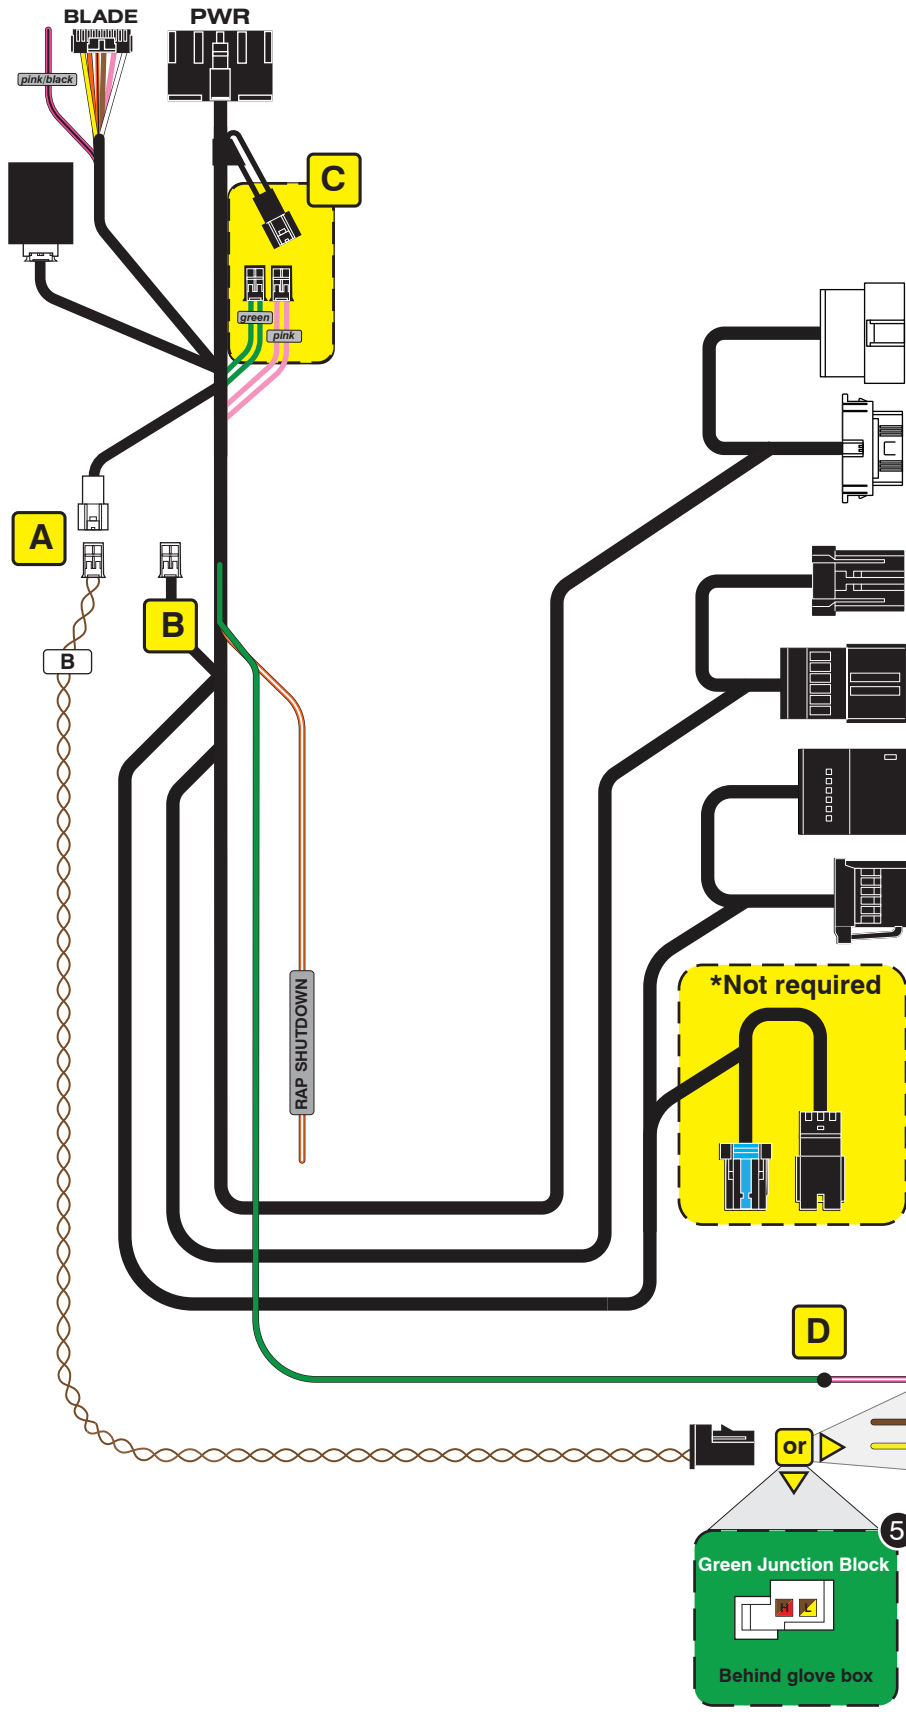 BLADE
PWR
pink/black
C
green
pink
A
B
B
RAP SHUTDOWN
*Not required
D
or
5
Green Junction Block
H L
Behind glove box